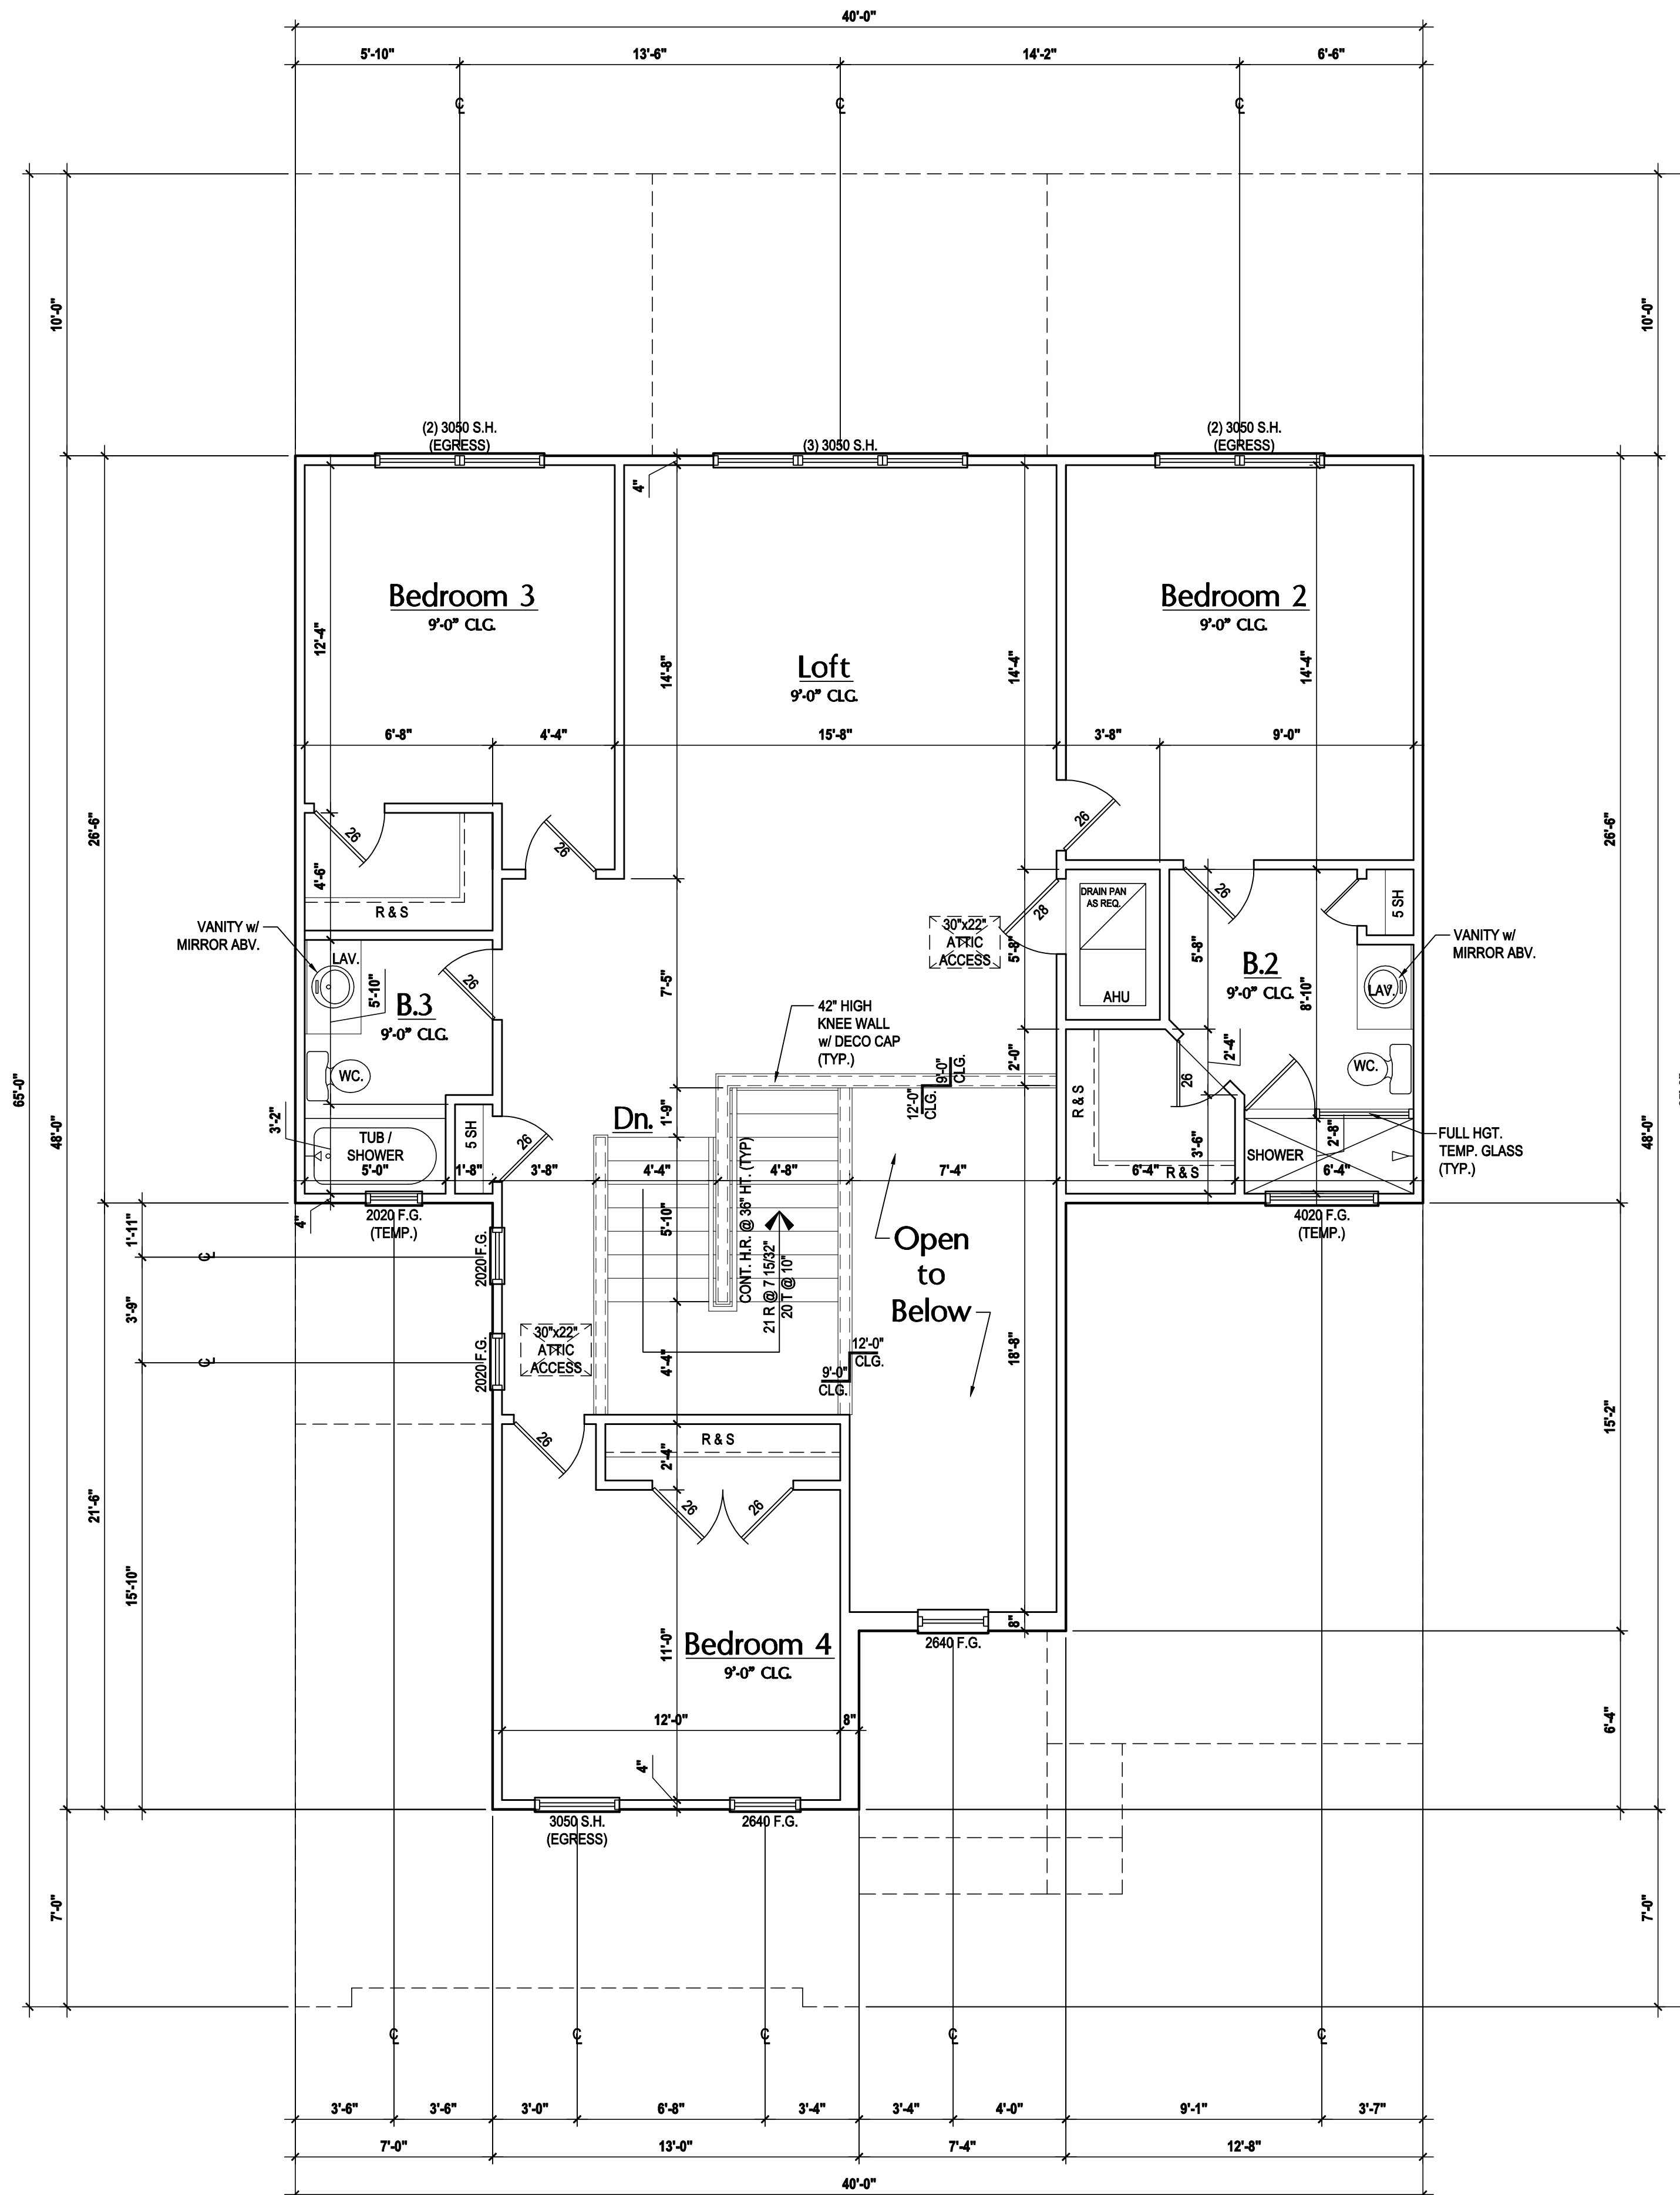 40'-0"
5'-10"
13'-6"
14'-2"
6'-6"
℄
℄
℄
10'-0"
10'-0"
(2) 3050 S.H.
(EGRESS)
(3) 3050 S.H.
(2) 3050 S.H.
(EGRESS)
4"
Bedroom 3
9'-0" CLG.
Bedroom 2
9'-0" CLG.
Loft
9'-0" CLG.
12'-4"
14'-8"
14'-4"
14'-4"
6'-8"
4'-4"
15'-8"
3'-8"
9'-0"
65'-0"
48'-0"
26'-6"
26'-6"
48'-0"
26
26
26
4'-6"
R & S
VANITY w/
MIRROR ABV.
LAV.
5'-10"
26
B.3
9'-0" CLG.
WC.
7'-5"
30"x22"
ATTIC
ACCESS
5'-8"
28
DRAIN PAN
AS REQ.
AHU
26
5'-8"
B.2
9'-0" CLG.
8'-10"
5 SH
LAV.
VANITY w/
MIRROR ABV.
WC.
42" HIGH
KNEE WALL
w/ DECO CAP
(TYP.)
9'-0"
CLG.
12'-0"
CLG.
2'-0"
R & S
26
2'-4"
3'-2"
TUB /
SHOWER
5'-0"
5 SH
1'-8"
26
3'-8"
Dn.
1'-9"
4'-4"
4'-8"
7'-4"
6'-4"
R & S
3'-6"
SHOWER
2'-8"
6'-4"
FULL HGT.
TEMP. GLASS
(TYP.)
4"
2020 F.G.
(TEMP.)
4020 F.G.
(TEMP.)
1'-11"
℄
3'-9"
℄
2020 F.G.
2020 F.G.
5'-10"
CONT. H.R. @ 36" HT. (TYP)
21 R @ 7 15/32"
20 T @ 10"
Open
to
Below
30"x22"
ATTIC
ACCESS
4'-4"
12'-0"
CLG.
9'-0"
CLG.
18'-8"
15'-2"
26
R & S
2'-4"
26
26
21'-6"
15'-10"
11'-0"
Bedroom 4
9'-0" CLG.
8"
2640 F.G.
12'-0"
8"
4"
6'-4"
3050 S.H.
(EGRESS)
2640 F.G.
7'-0"
7'-0"
℄
℄
℄
℄
℄
3'-6"
3'-6"
3'-0"
6'-8"
3'-4"
3'-4"
4'-0"
9'-1"
3'-7"
7'-0"
13'-0"
7'-4"
12'-8"
40'-0"